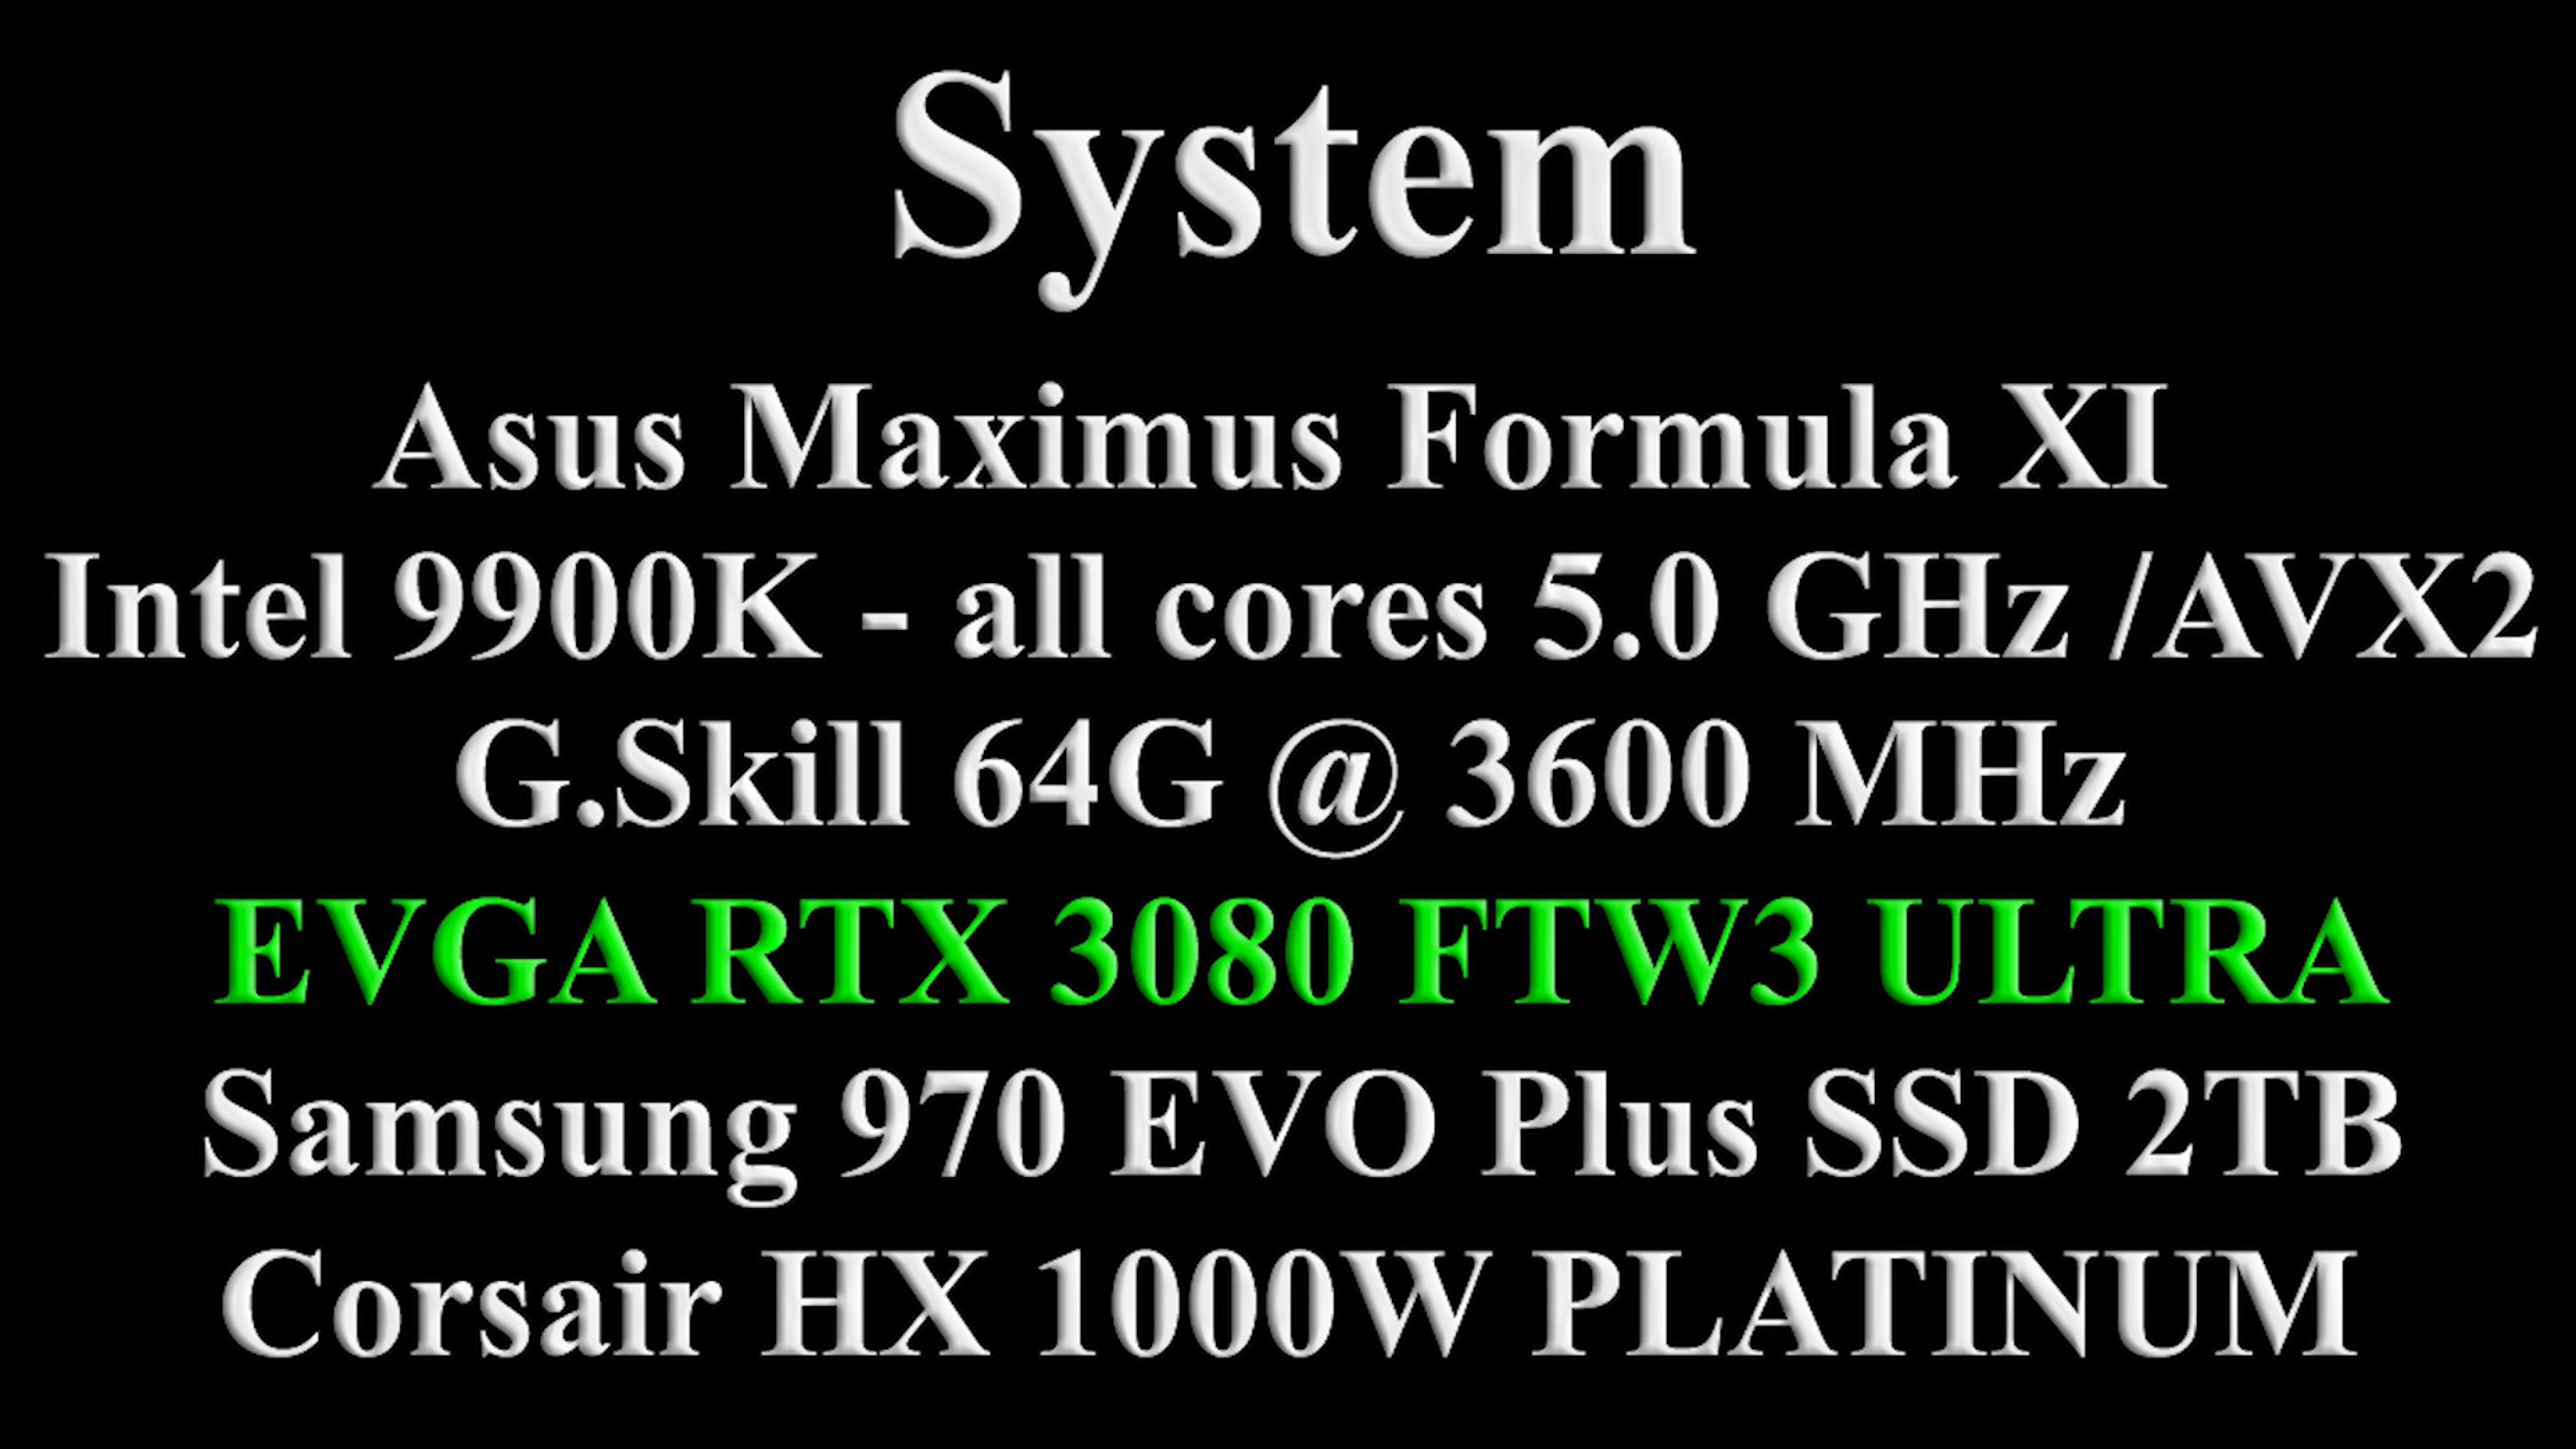 System
Asus Maximus Formula XI
Intel 9900K - all cores 5.0 GHz /AVX2
G.Skill 64G @ 3600 MHz
EVGA RTX 3080 FTW3 ULTRA
Samsung 970 EVO Plus SSD 2TB
Corsair HX 1000W PLATINUM